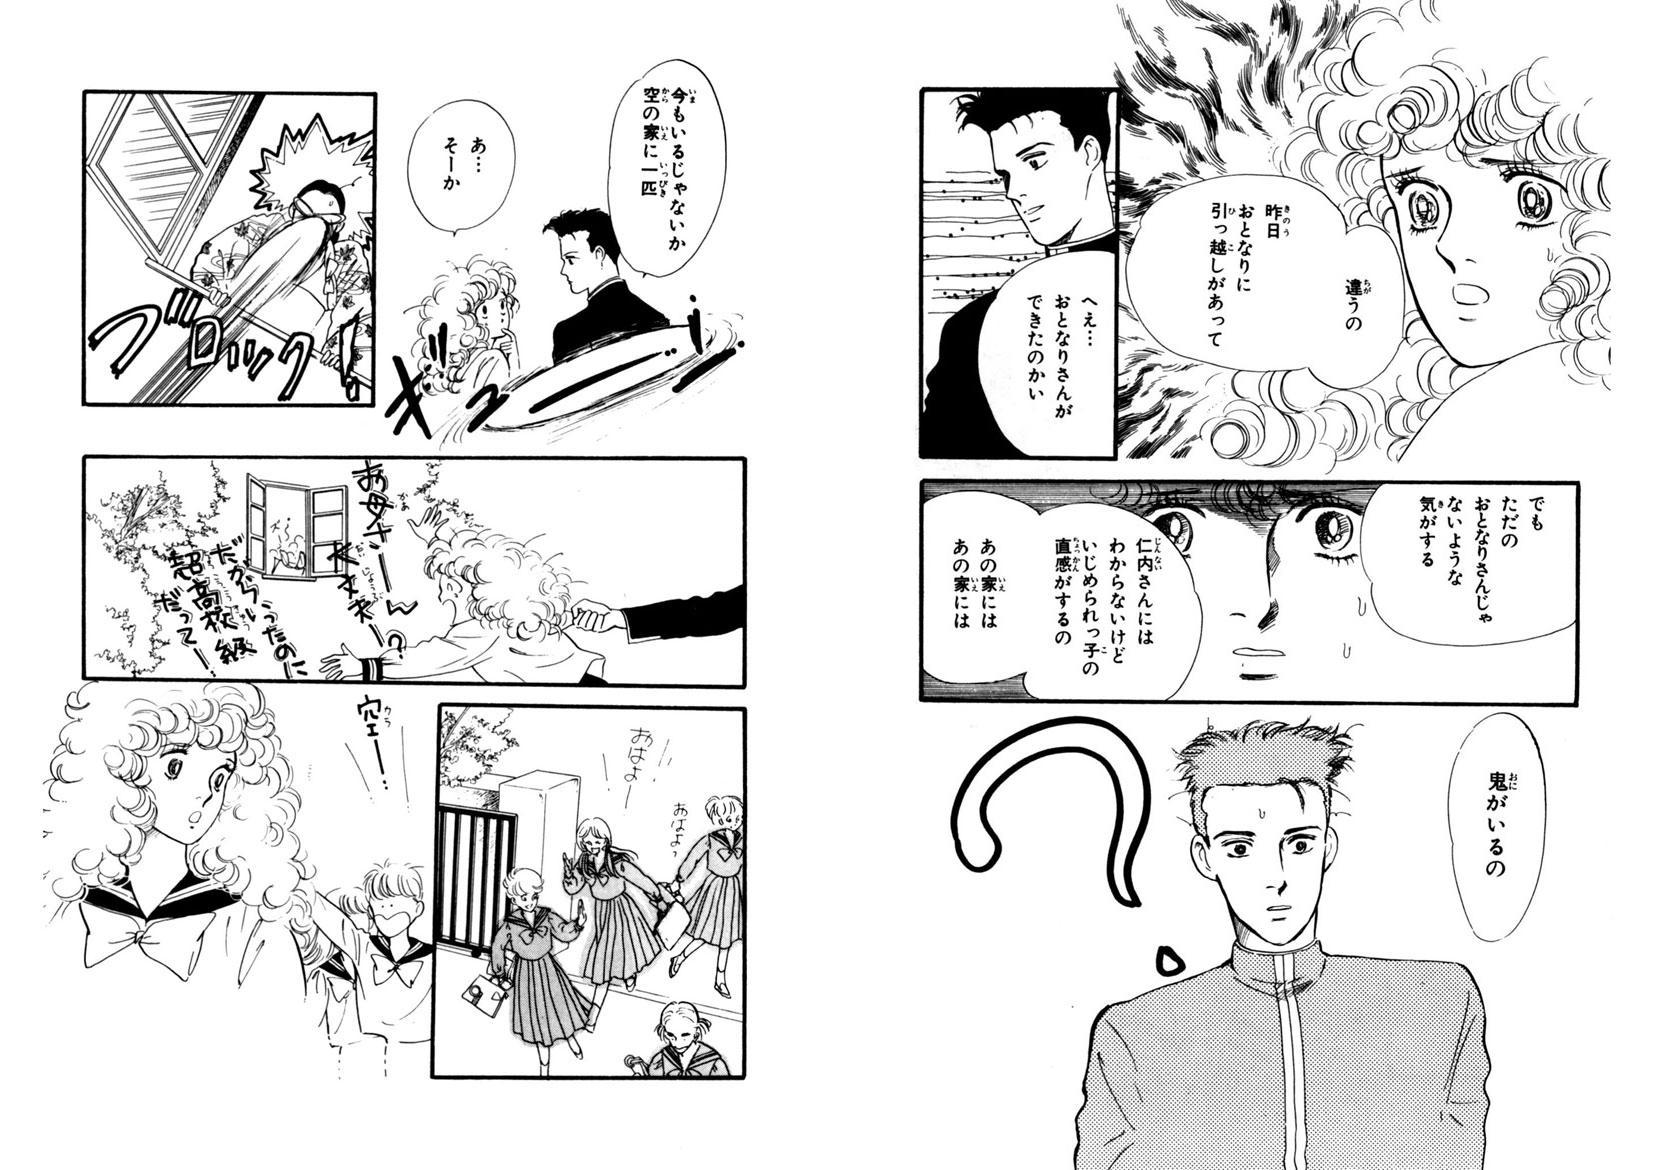 違うの
昨日
おとなりに
引っ越しがあって
へえ…
おとなりさんが
できたのかい
でも
ただの
おとなりさんじゃ
ないような
気がする
仁内さんには
わからないけど
いじめられっ子の
直感がするの
あの家には
あの家には
鬼がいるの
?
今もいるじゃないか
空の家に一匹
あ…
そーか
ギュ
ブロック!
お母さーん
大丈夫ー?
だからいったのに
超高校級
だってー!
おはよー!
おはよっ
空ー!